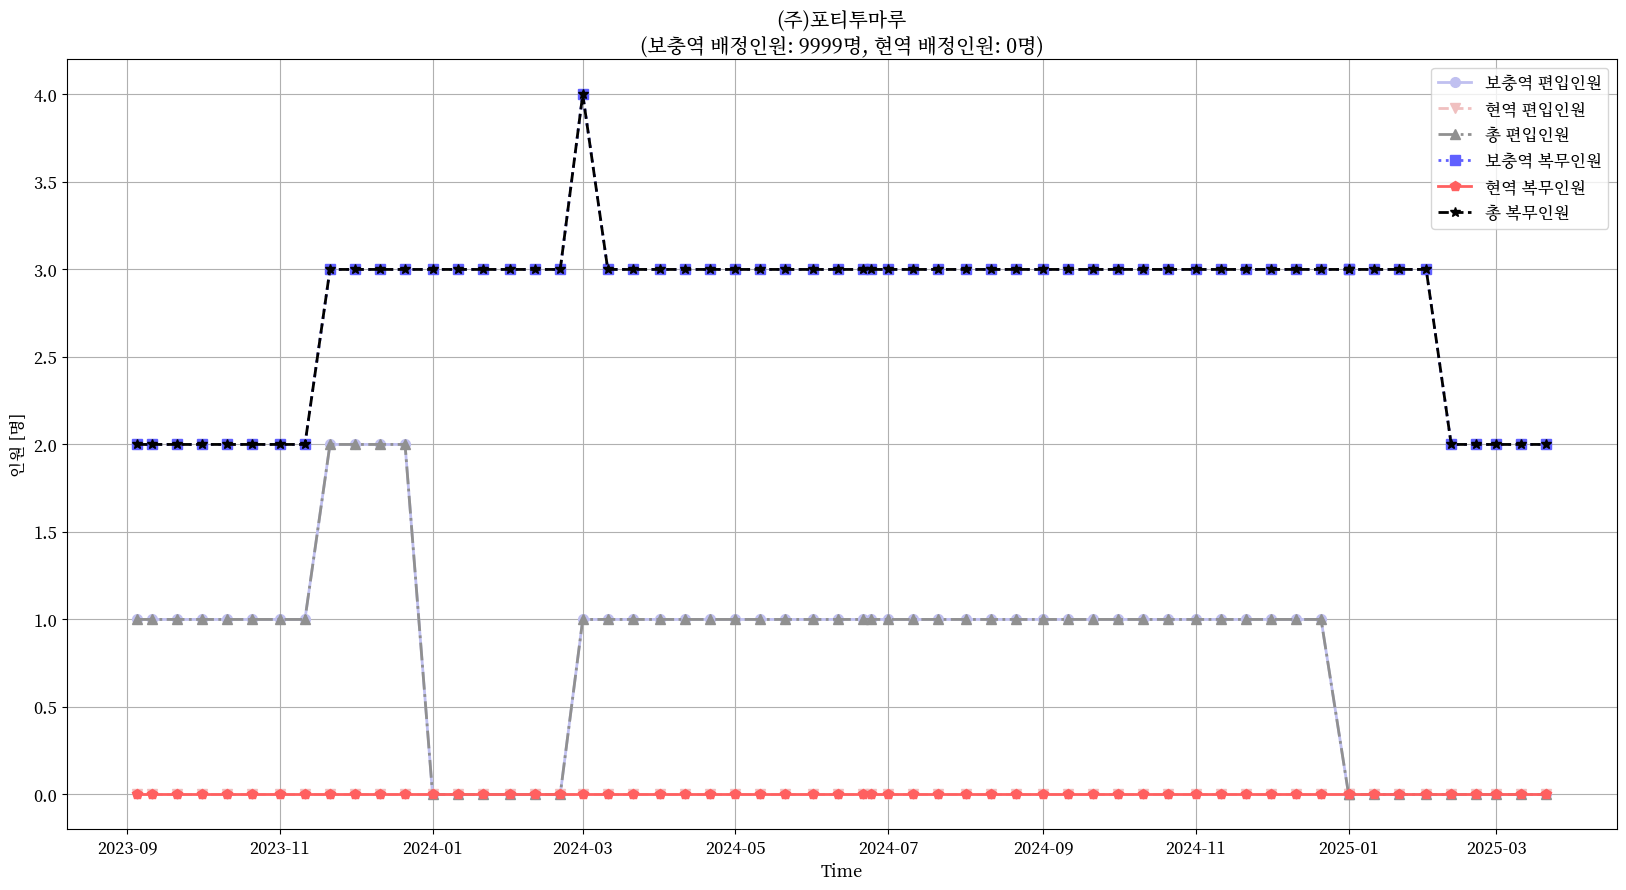 (주)포티투마루
(보충역 배정인원: 9999명, 현역 배정인원: 0명)
보충역 편입인원
현역 편입인원
총 편입인원
보충역 복무인원
현역 복무인원
총 복무인원
인원 [명]
4.0
3.5
3.0
2.5
2.0
1.5
1.0
0.5
0.0
2023-09 2023-11 2024-01 2024-03 2024-05 2024-07 2024-09 2024-11 2025-01 2025-03
Time